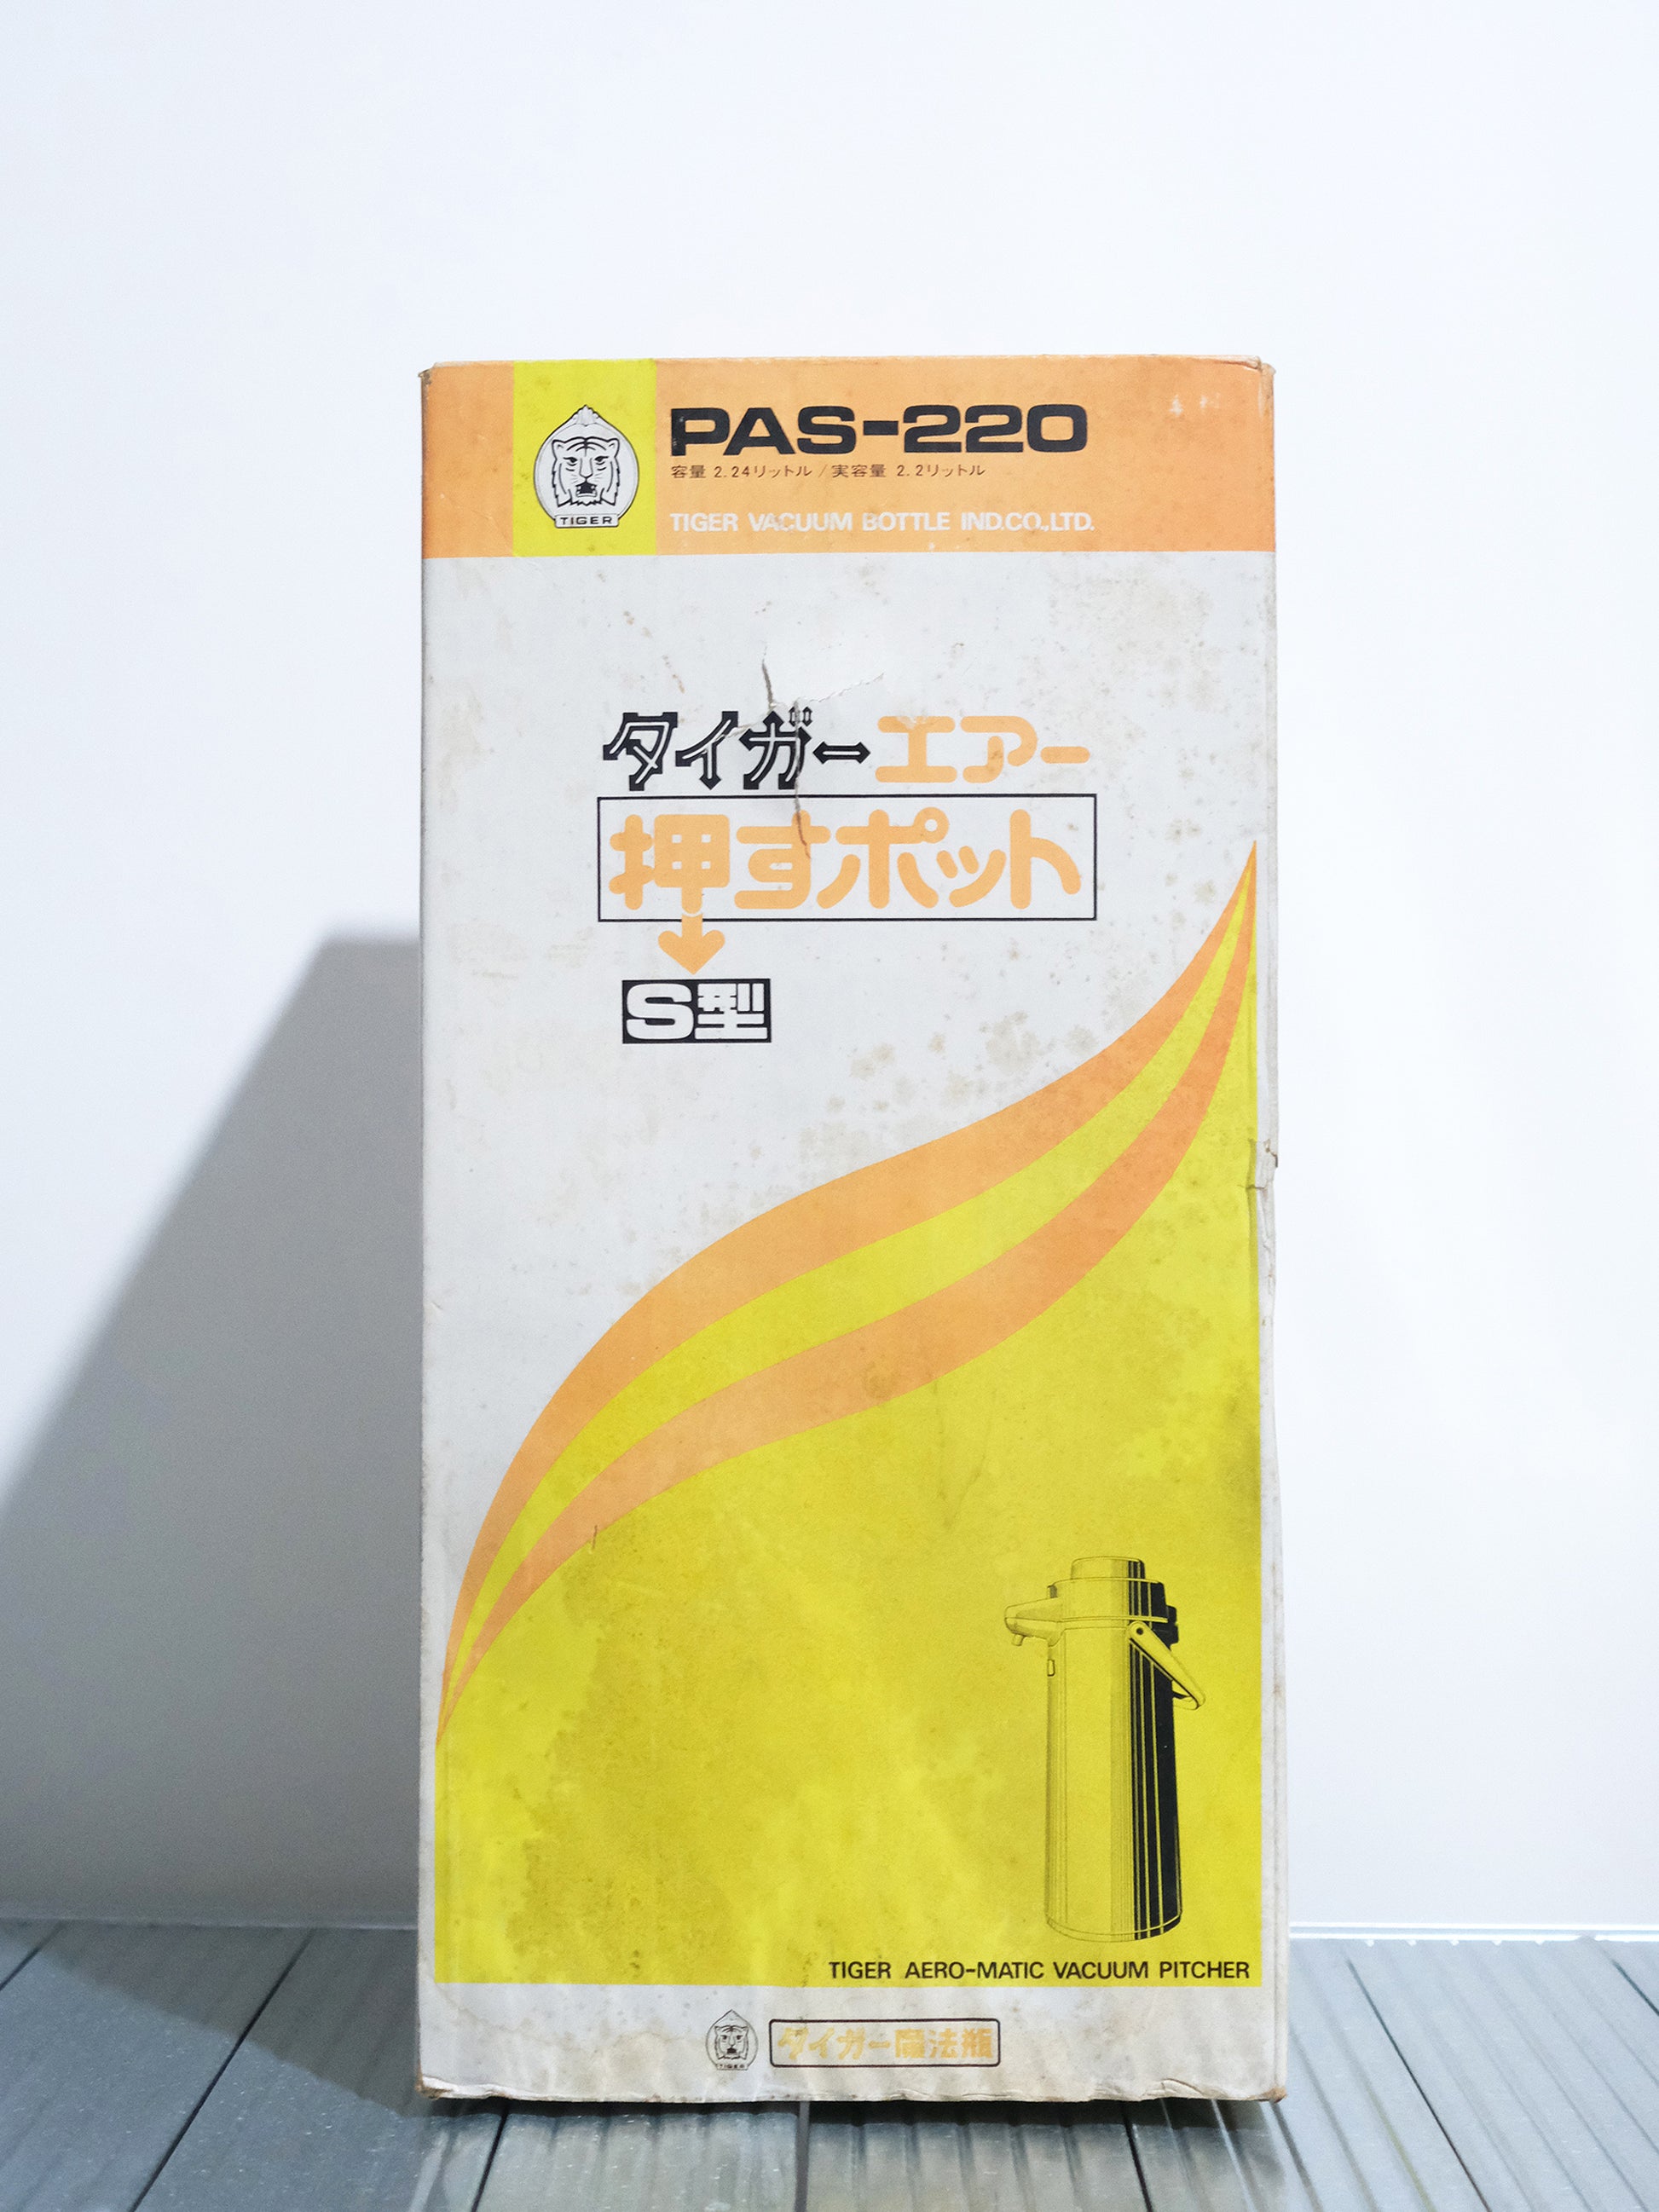 PAS-220
容量 2.24リットル / 実容量 2.2リットル
TIGER
TIGER VACUUM BOTTLE IND.CO.,LTD.
タイガーエアー
押すポット
S型
TIGER AERO-MATIC VACUUM PITCHER
TIGER
タイガー魔法瓶